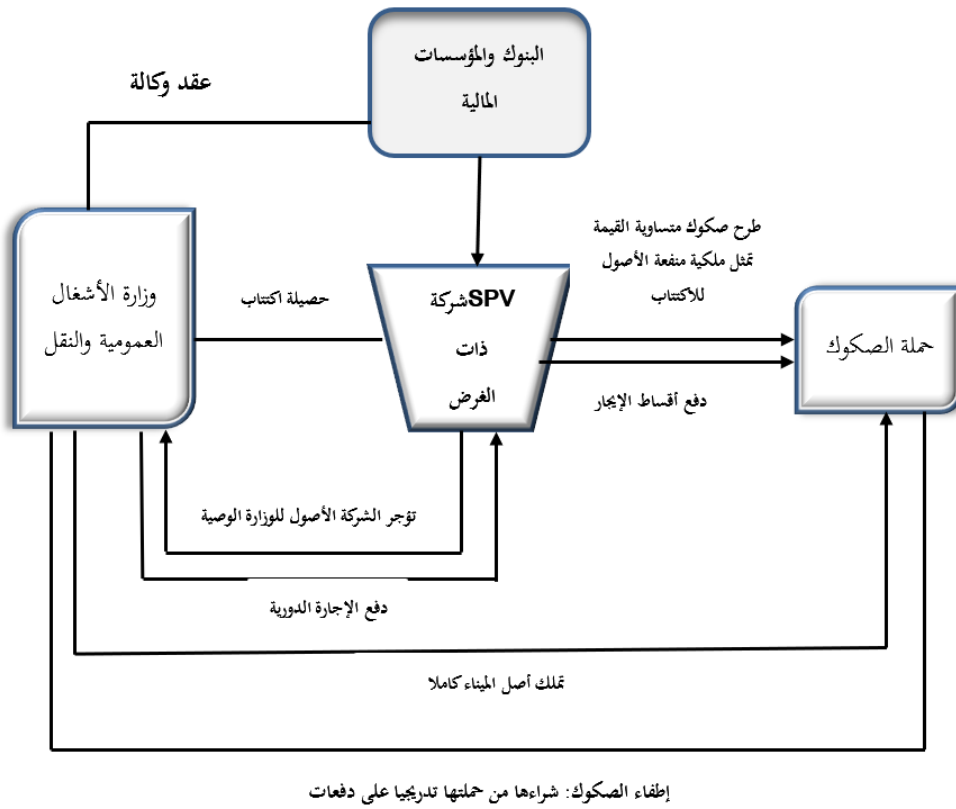 البنوك والمؤسسات
المالية
عقد وكالة
طرح صكوك متساوية القيمة
تمثل ملكية منفعة الأصول
للاكتتاب
وزارة الأشغال
العمومية والنقل
حصيلة اكتتاب
SPVشركة
ذات
الغرض
حملة الصكوك
دفع أقساط الإيجار
تؤجر الشركة الأصول للوزارة الوصية
دفع الإجارة الدورية
تملك أصل الميناء كاملا
إطفاء الصكوك: شراءها من حملتها تدريجيا على دفعات